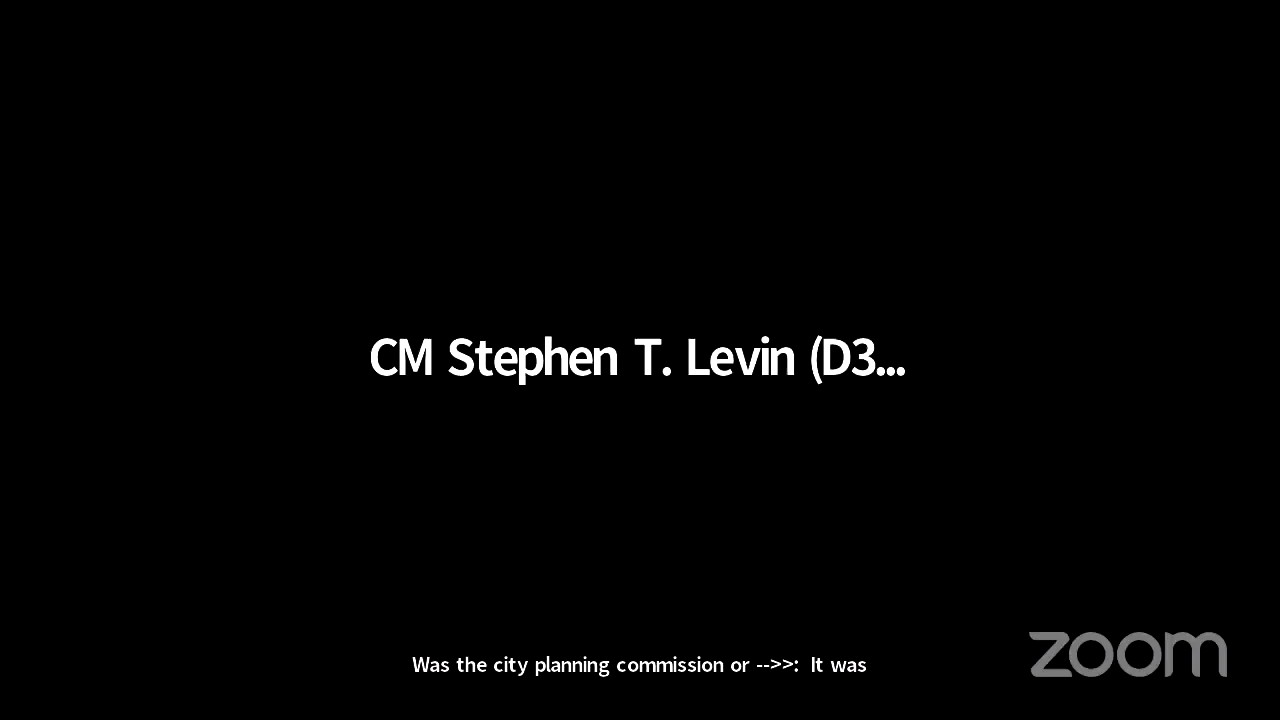 CM Stephen T. Levin (D3...
Was the city planning commission or -->>:  It was
zoom